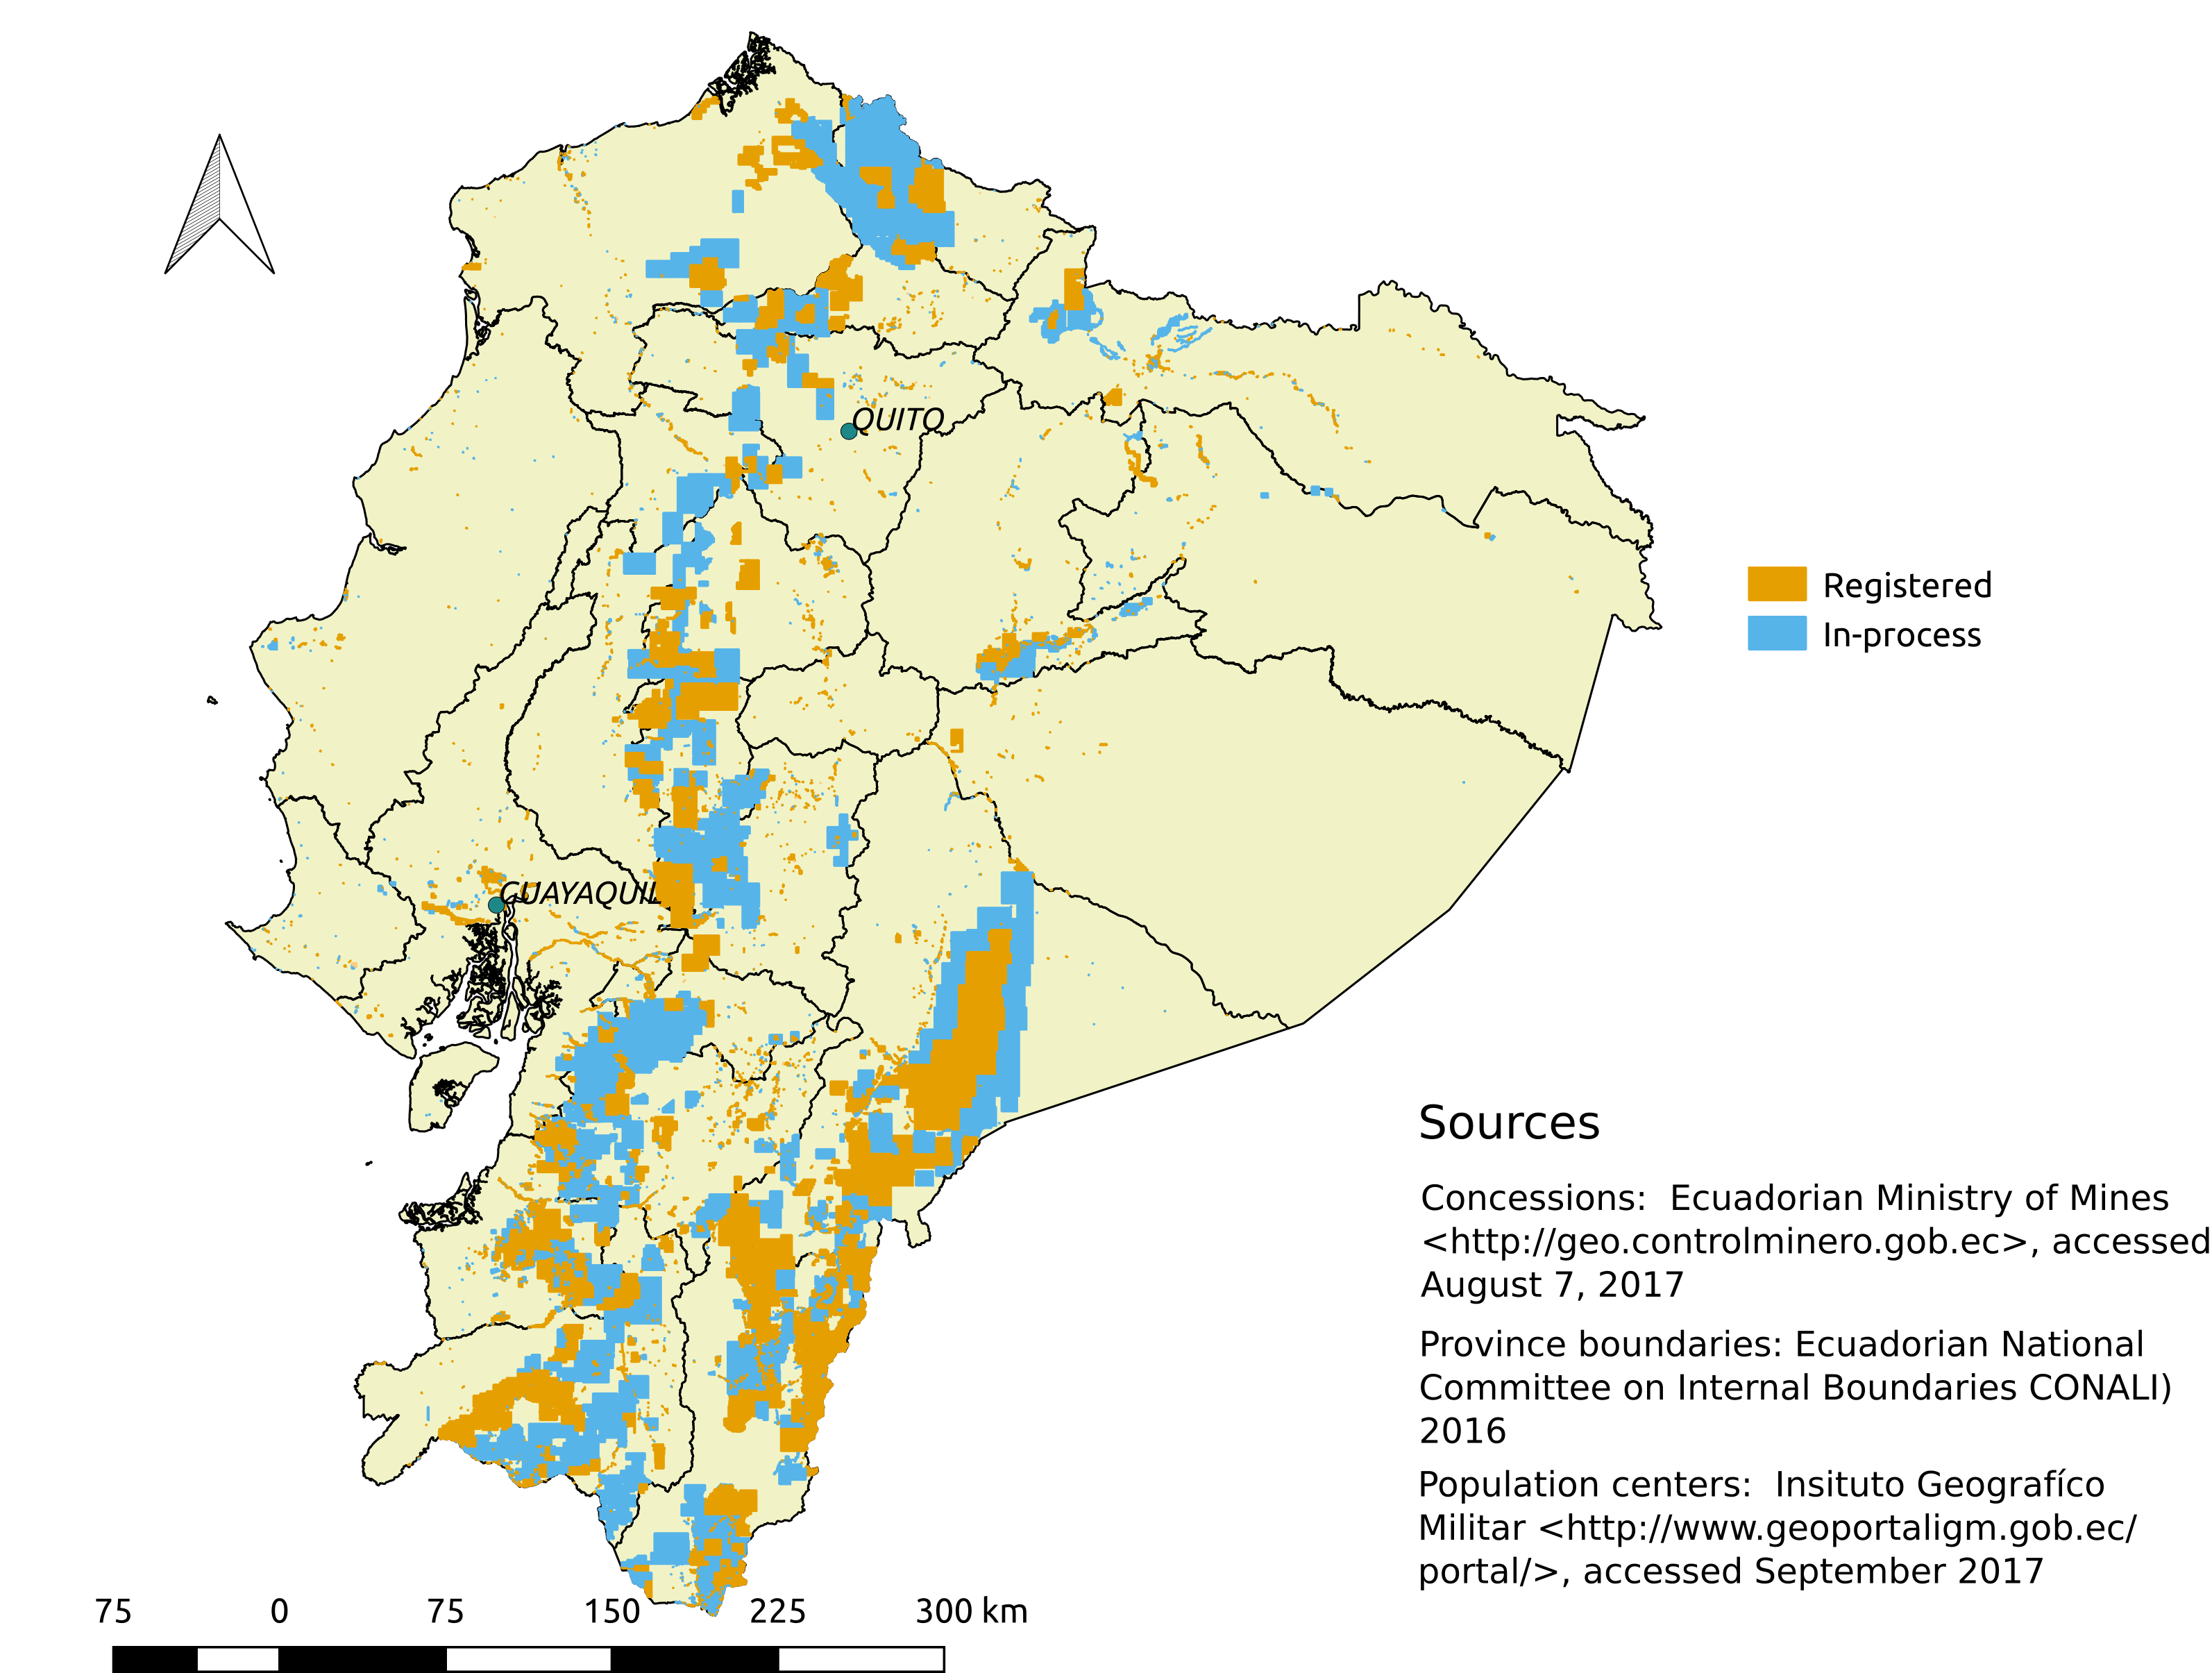 QUITO
Registered
In-process
GUAYAQUIL
Sources
Concessions: Ecuadorian Ministry of Mines
<http://geo.controlminero.gob.ec>, accessed
August 7, 2017
Province boundaries: Ecuadorian National
Committee on Internal Boundaries CONALI)
2016
Population centers: Insituto Geografíco
Militar <http://www.geoportaligm.gob.ec/
portal/>, accessed September 2017
75 0 75 150 225 300 km